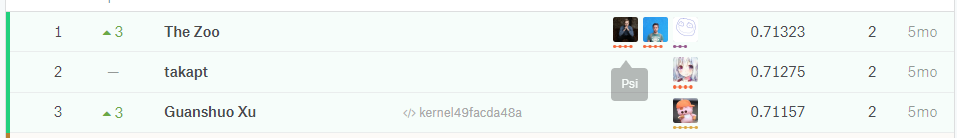 1 3 The Zoo 0.71323 2 5mo
2 — takapt 0.71275 2 5mo
Psi
3 3 Guanshuo Xu </> kernel49facda48a 0.71157 2 5mo